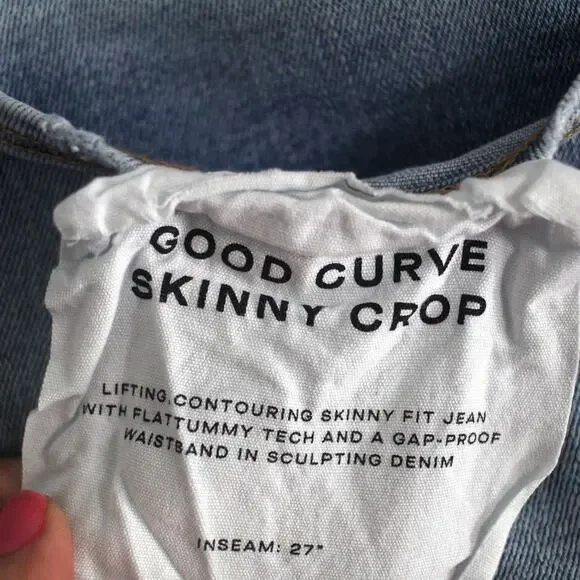 GOOD CURVE
SKINNY CROP
LIFTING, CONTOURING SKINNY FIT JEAN
WITH FLATTUMMY TECH AND A GAP-PROOF
WAISTBAND IN SCULPTING DENIM
INSEAM: 27"